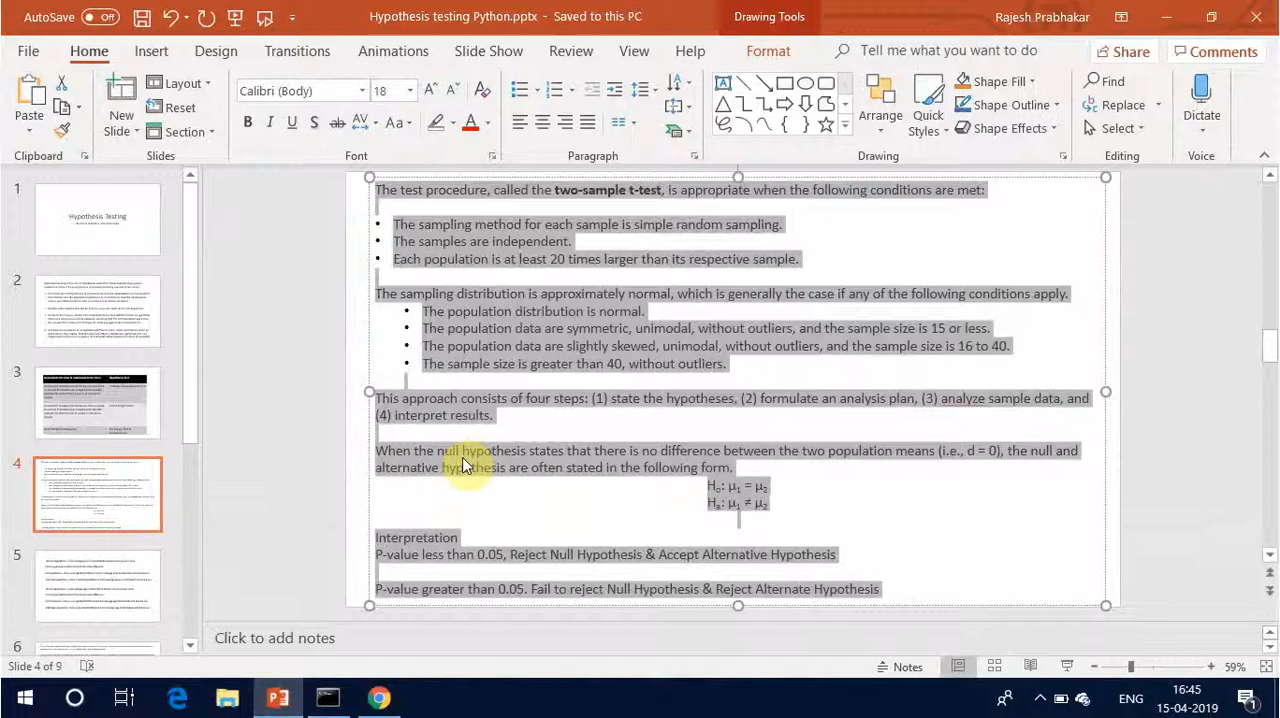 AutoSave Off Hypothesis testing Python.pptx - Saved to this PC Drawing Tools Rajesh Prabhakar
File Home Insert Design Transitions Animations Slide Show Review View Help Format Tell me what you want to do Share Comments
Paste New Slide Layout Reset Section Calibri (Body) 18 Arrange Quick Styles Shape Fill Shape Outline Shape Effects Find Replace Select Dictate
Clipboard Slides Font Paragraph Drawing Editing Voice
1
Hypothesis Testing
2
3
4
5
6
The test procedure, called the two-sample t-test, is appropriate when the following conditions are met:
• The sampling method for each sample is simple random sampling.
• The samples are independent.
• Each population is at least 20 times larger than its respective sample.
The sampling distribution is approximately normal, which is generally the case if any of the following conditions apply.
• The population distribution is normal.
• The population data are symmetric, unimodal, without outliers, and the sample size is 15 or less.
• The population data are slightly skewed, unimodal, without outliers, and the sample size is 16 to 40.
• The sample size is greater than 40, without outliers.
This approach consists of four steps: (1) state the hypotheses, (2) formulate an analysis plan, (3) analyze sample data, and
(4) interpret results.
When the null hypothesis states that there is no difference between the two population means (i.e., d = 0), the null and
alternative hypothesis are often stated in the following form.
Interpretation
P-value less than 0.05, Reject Null Hypothesis & Accept Alternate Hypothesis
P-value greater than 0.05. Fail to reject Null Hypothesis & Reject Alternate Hypothesis
Click to add notes
Slide 4 of 9 Notes 59%
ENG 16:45
15-04-2019
1